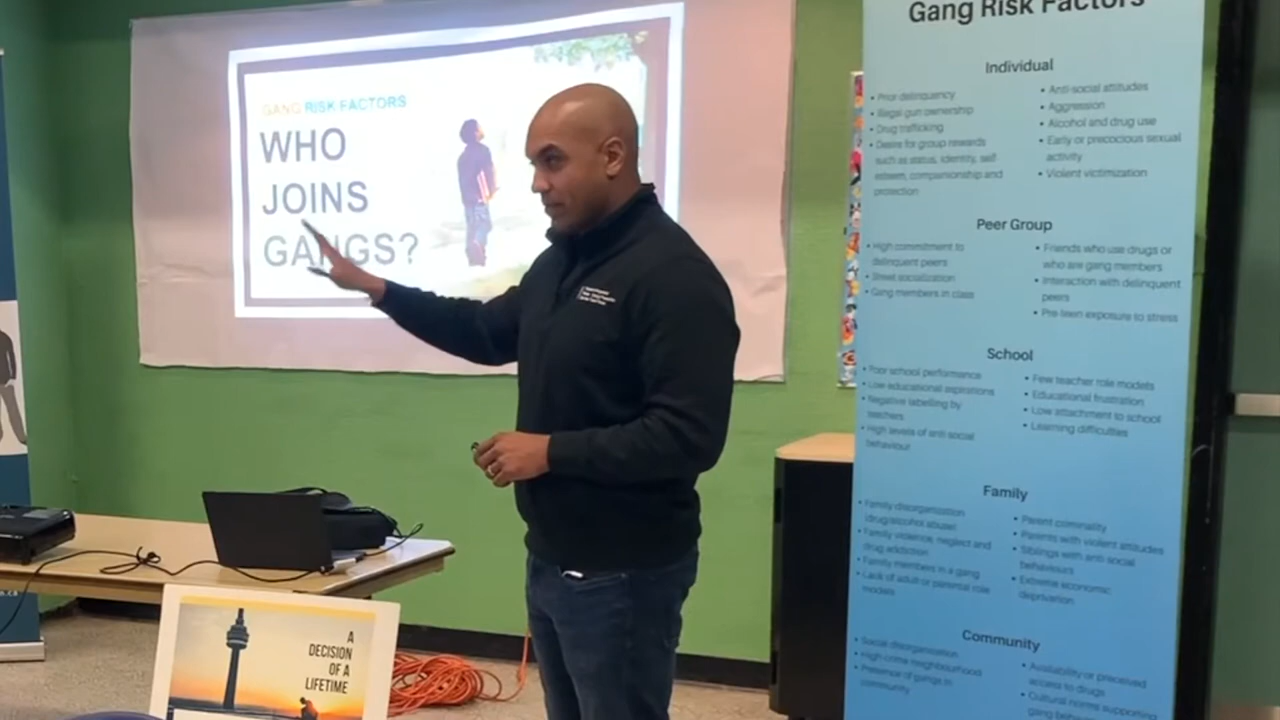 GANG RISK FACTORS
WHO
JOINS
GANGS?
A
DECISION
OF A
LIFETIME
Gang Risk Factors
Individual
• Prior delinquency
• Illegal gun ownership
• Drug trafficking
• Desire for group rewards
such as status, identity, self
esteem, companionship and
protection
• Anti-social attitudes
• Aggression
• Alcohol and drug use
• Early or precocious sexual
activity
• Violent victimization
Peer Group
• High commitment to
delinquent peers
• Street socialization
• Gang members in class
• Friends who use drugs or
who are gang members
• Interaction with delinquent
peers
• Pre-teen exposure to stress
School
• Poor school performance
• Low educational aspirations
• Negative labelling by
teachers
• High levels of anti social
behaviour
• Few teacher role models
• Educational frustration
• Low attachment to school
• Learning difficulties
Family
• Family disorganization
(drug/alcohol abuse)
• Family violence, neglect and
drug addiction
• Family members in a gang
• Lack of adult or parental role
models
• Parent criminality
• Parents with violent attitudes
• Siblings with anti social
behaviours
• Extreme economic
deprivation
Community
• Social disorganization
• High crime neighbourhood
• Presence of gangs in
community
• Availability or perceived
access to drugs
• Cultural norms supporting
gang